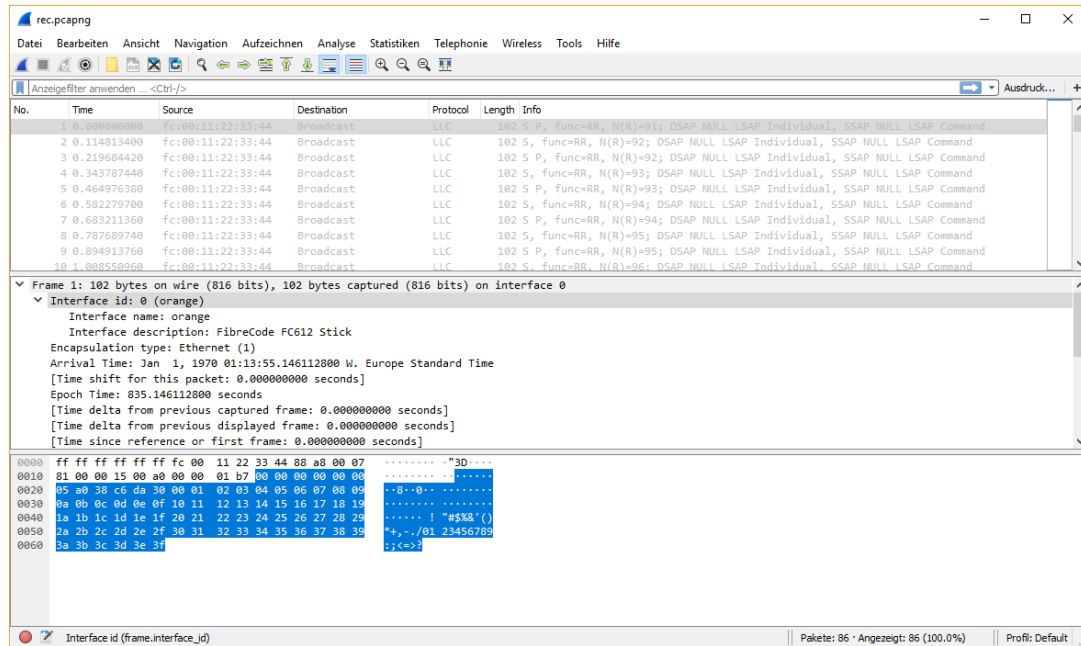 rec.pcapng
Datei Bearbeiten Ansicht Navigation Aufzeichnen Analyse Statistiken Telephonie Wireless Tools Hilfe
Anzeigefilter anwenden ... <Ctrl-/> Ausdruck... +
No. Time Source Destination Protocol Length Info
1 0.000000000 fc:00:11:22:33:44 Broadcast LLC 102 S P, func=RR, N(R)=91; DSAP NULL LSAP Individual, SSAP NULL LSAP Command
2 0.114813400 fc:00:11:22:33:44 Broadcast LLC 102 S, func=RR, N(R)=92; DSAP NULL LSAP Individual, SSAP NULL LSAP Command
3 0.219684420 fc:00:11:22:33:44 Broadcast LLC 102 S P, func=RR, N(R)=92; DSAP NULL LSAP Individual, SSAP NULL LSAP Command
4 0.343787440 fc:00:11:22:33:44 Broadcast LLC 102 S, func=RR, N(R)=93; DSAP NULL LSAP Individual, SSAP NULL LSAP Command
5 0.464976380 fc:00:11:22:33:44 Broadcast LLC 102 S P, func=RR, N(R)=93; DSAP NULL LSAP Individual, SSAP NULL LSAP Command
6 0.582279700 fc:00:11:22:33:44 Broadcast LLC 102 S, func=RR, N(R)=94; DSAP NULL LSAP Individual, SSAP NULL LSAP Command
7 0.683211360 fc:00:11:22:33:44 Broadcast LLC 102 S P, func=RR, N(R)=94; DSAP NULL LSAP Individual, SSAP NULL LSAP Command
8 0.787689740 fc:00:11:22:33:44 Broadcast LLC 102 S, func=RR, N(R)=95; DSAP NULL LSAP Individual, SSAP NULL LSAP Command
9 0.894913760 fc:00:11:22:33:44 Broadcast LLC 102 S P, func=RR, N(R)=95; DSAP NULL LSAP Individual, SSAP NULL LSAP Command
10 1.008550960 fc:00:11:22:33:44 Broadcast LLC 102 S, func=RR, N(R)=96; DSAP NULL LSAP Individual, SSAP NULL LSAP Command
Frame 1: 102 bytes on wire (816 bits), 102 bytes captured (816 bits) on interface 0
Interface id: 0 (orange)
Interface name: orange
Interface description: FibreCode FC612 Stick
Encapsulation type: Ethernet (1)
Arrival Time: Jan 1, 1970 01:13:55.146112800 W. Europe Standard Time
[Time shift for this packet: 0.000000000 seconds]
Epoch Time: 835.146112800 seconds
[Time delta from previous captured frame: 0.000000000 seconds]
[Time delta from previous displayed frame: 0.000000000 seconds]
[Time since reference or first frame: 0.000000000 seconds]
0000 ff ff ff ff ff ff fc 00 11 22 33 44 88 a8 00 07 ········ ·"3D····
0010 81 00 00 15 00 a0 00 00 01 b7 00 00 00 00 00 00 ········ ········
0020 05 a0 38 c6 da 30 00 01 02 03 04 05 06 07 08 09 ··8··0·· ········
0030 0a 0b 0c 0d 0e 0f 10 11 12 13 14 15 16 17 18 19 ········ ········
0040 1a 1b 1c 1d 1e 1f 20 21 22 23 24 25 26 27 28 29 ······ ! "#$%&'()
0050 2a 2b 2c 2d 2e 2f 30 31 32 33 34 35 36 37 38 39 *+,-./01 23456789
0060 3a 3b 3c 3d 3e 3f :;<=>?
Interface id (frame.interface_id) Pakete: 86 · Angezeigt: 86 (100.0%) Profil: Default